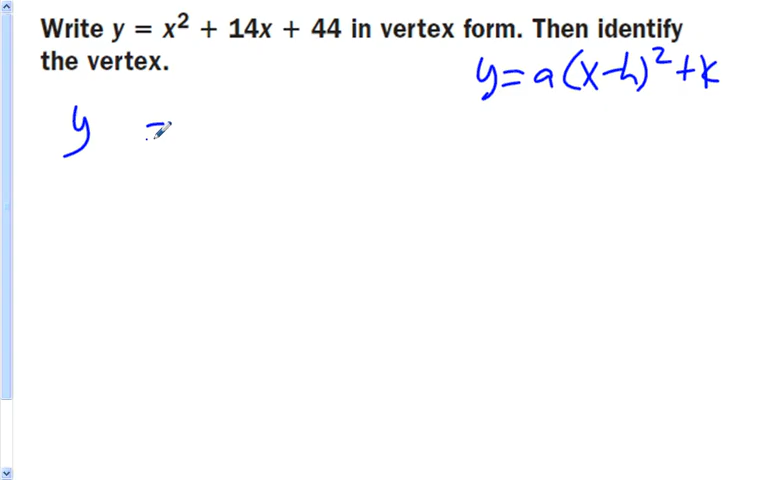 Write y = x² + 14x + 44 in vertex form. Then identify
the vertex.
y=a(x-h)²+k
y =